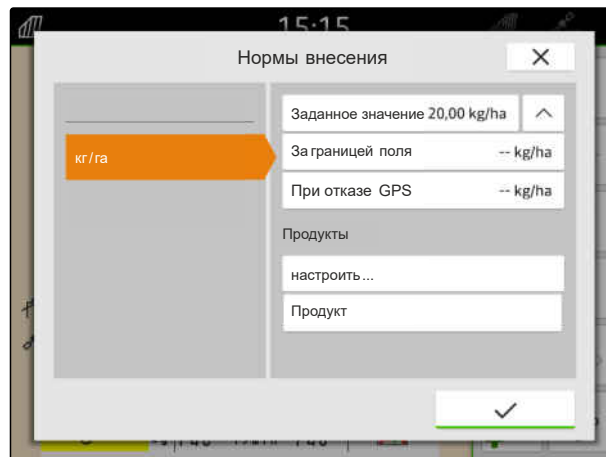 15:15
Нормы внесения
Заданное значение 20,00 kg/ha
кг/га
За границей поля -- kg/ha
При отказе GPS -- kg/ha
Продукты
настроить...
Продукт